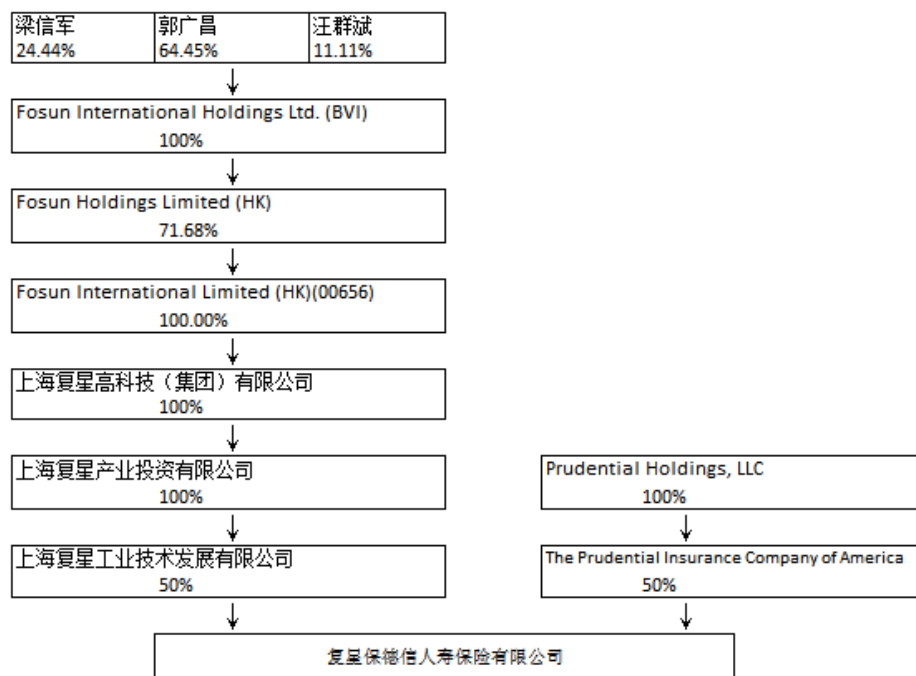 梁信军 郭广昌 汪群斌
24.44% 64.45% 11.11%
Fosun International Holdings Ltd. (BVI)
100%
Fosun Holdings Limited (HK)
71.68%
Fosun International Limited (HK)(00656)
100.00%
上海复星高科技（集团）有限公司
100%
上海复星产业投资有限公司
100%
Prudential Holdings, LLC
100%
上海复星工业技术发展有限公司
50%
The Prudential Insurance Company of America
50%
复星保德信人寿保险有限公司